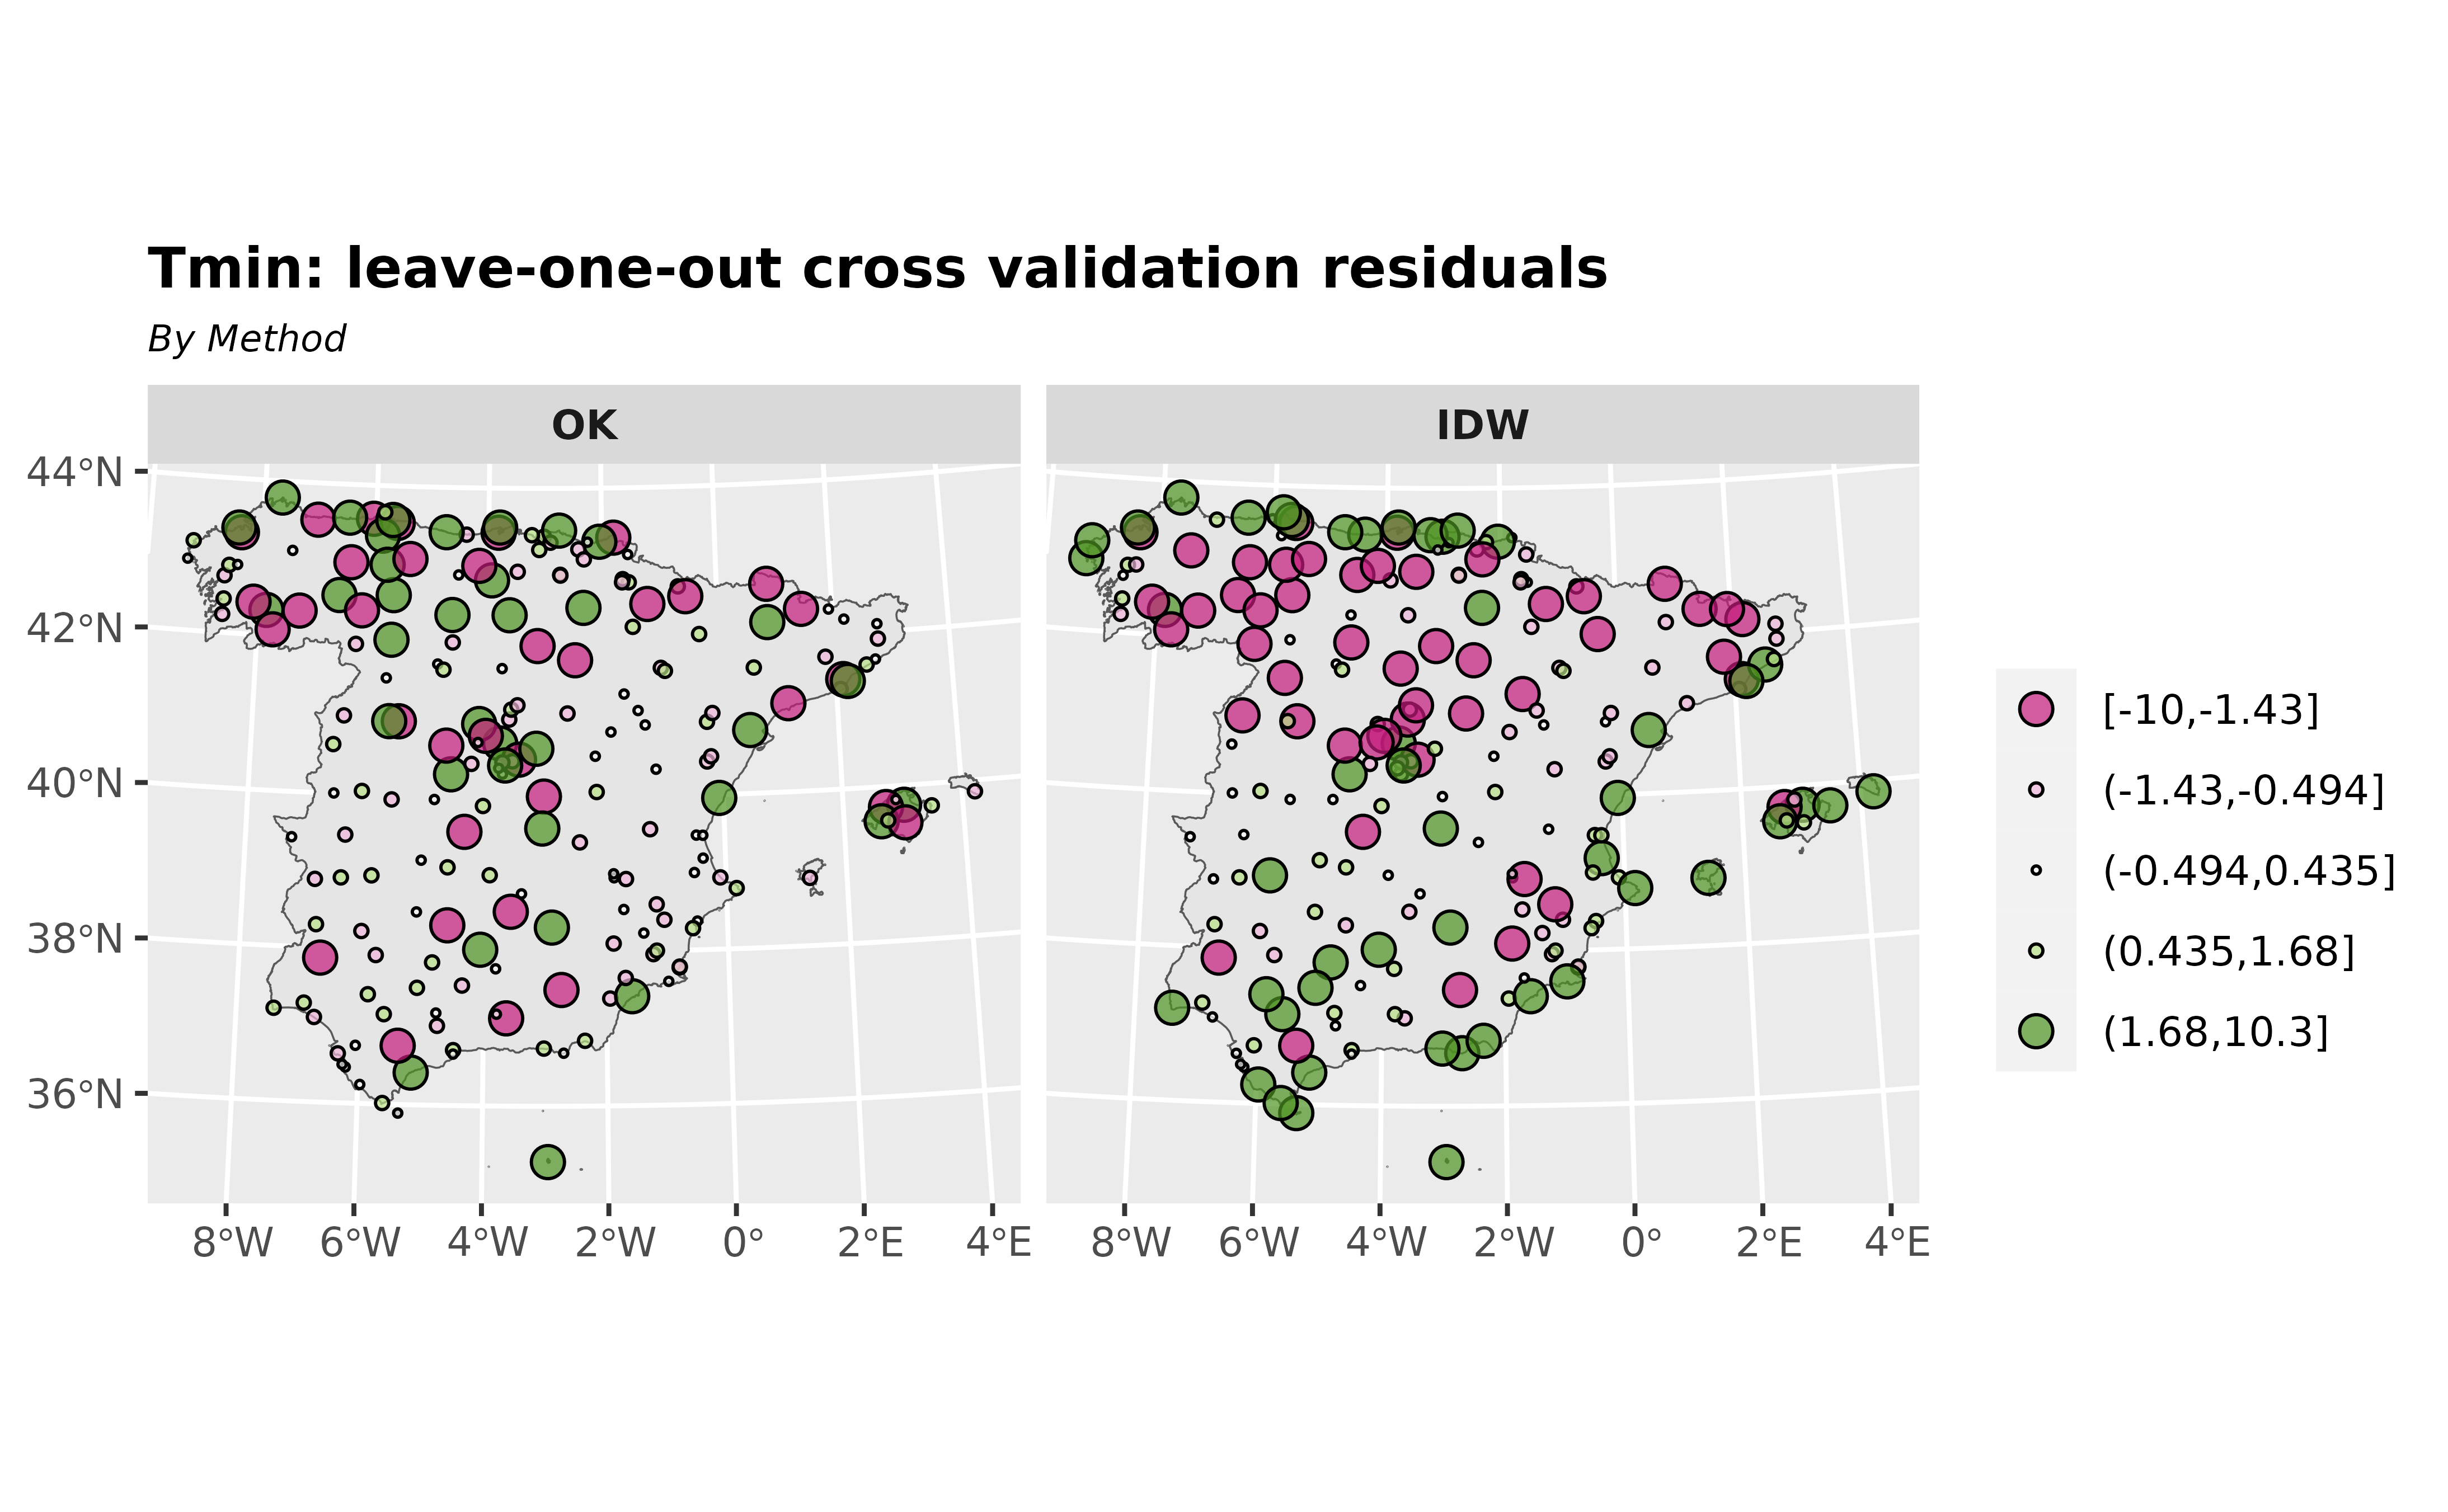 Tmin: leave-one-out cross validation residuals
By Method
OK
IDW
44°N
42°N
40°N
38°N
36°N
8°W 6°W 4°W 2°W 0° 2°E 4°E
8°W 6°W 4°W 2°W 0° 2°E 4°E
[-10,-1.43]
(-1.43,-0.494]
(-0.494,0.435]
(0.435,1.68]
(1.68,10.3]